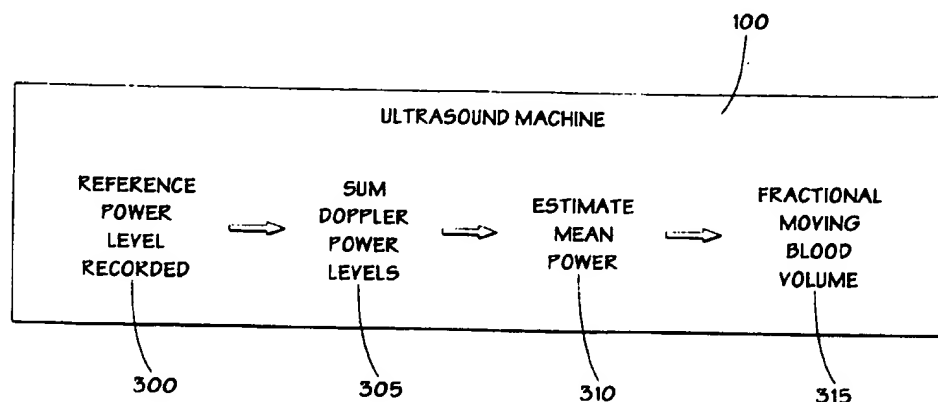 100
ULTRASOUND MACHINE
REFERENCE
POWER
LEVEL
RECORDED
SUM
DOPPLER
POWER
LEVELS
ESTIMATE
MEAN
POWER
FRACTIONAL
MOVING
BLOOD
VOLUME
300
305
310
315